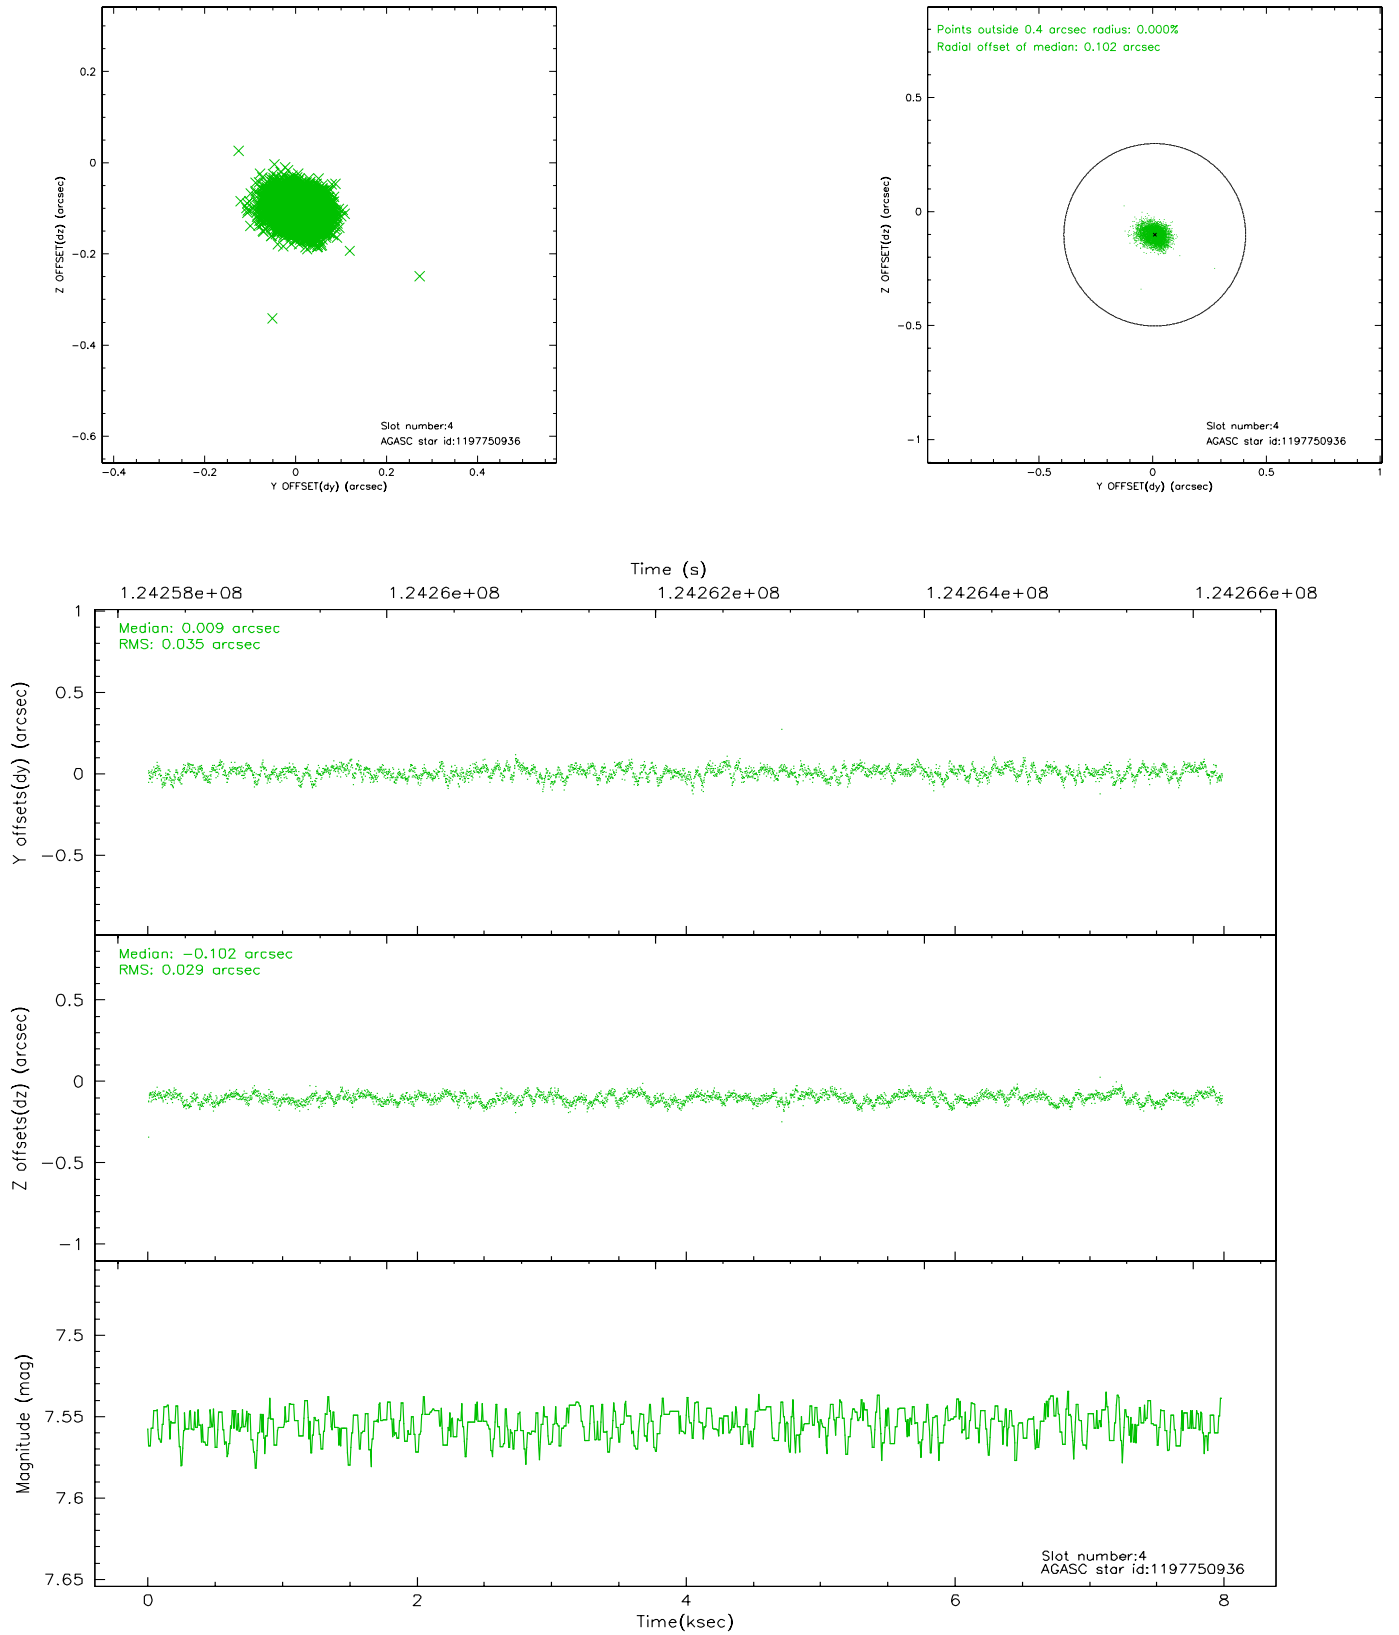 0.2
0
−0.2
−0.4
−0.6
Z OFFSET(dz) (arcsec)
Slot number:4
AGASC star id:1197750936
−0.4
−0.2
0
0.2
0.4
Y OFFSET(dy) (arcsec)
Points outside 0.4 arcsec radius: 0.000%
Radial offset of median: 0.102 arcsec
0.5
0
−0.5
−1
Z OFFSET(dz) (arcsec)
Slot number:4
AGASC star id:1197750936
−0.5
0
0.5
1
Y OFFSET(dy) (arcsec)
Time (s)
1.24258e+08
1.2426e+08
1.24262e+08
1.24264e+08
1.24266e+08
Median: 0.009 arcsec
RMS: 0.035 arcsec
1
0.5
0
−0.5
Y offsets(dy) (arcsec)
Median: −0.102 arcsec
RMS: 0.029 arcsec
0.5
0
−0.5
−1
Z offsets(dz) (arcsec)
7.5
7.55
7.6
7.65
Magnitude (mag)
Slot number:4
AGASC star id:1197750936
0
2
4
6
8
Time(ksec)